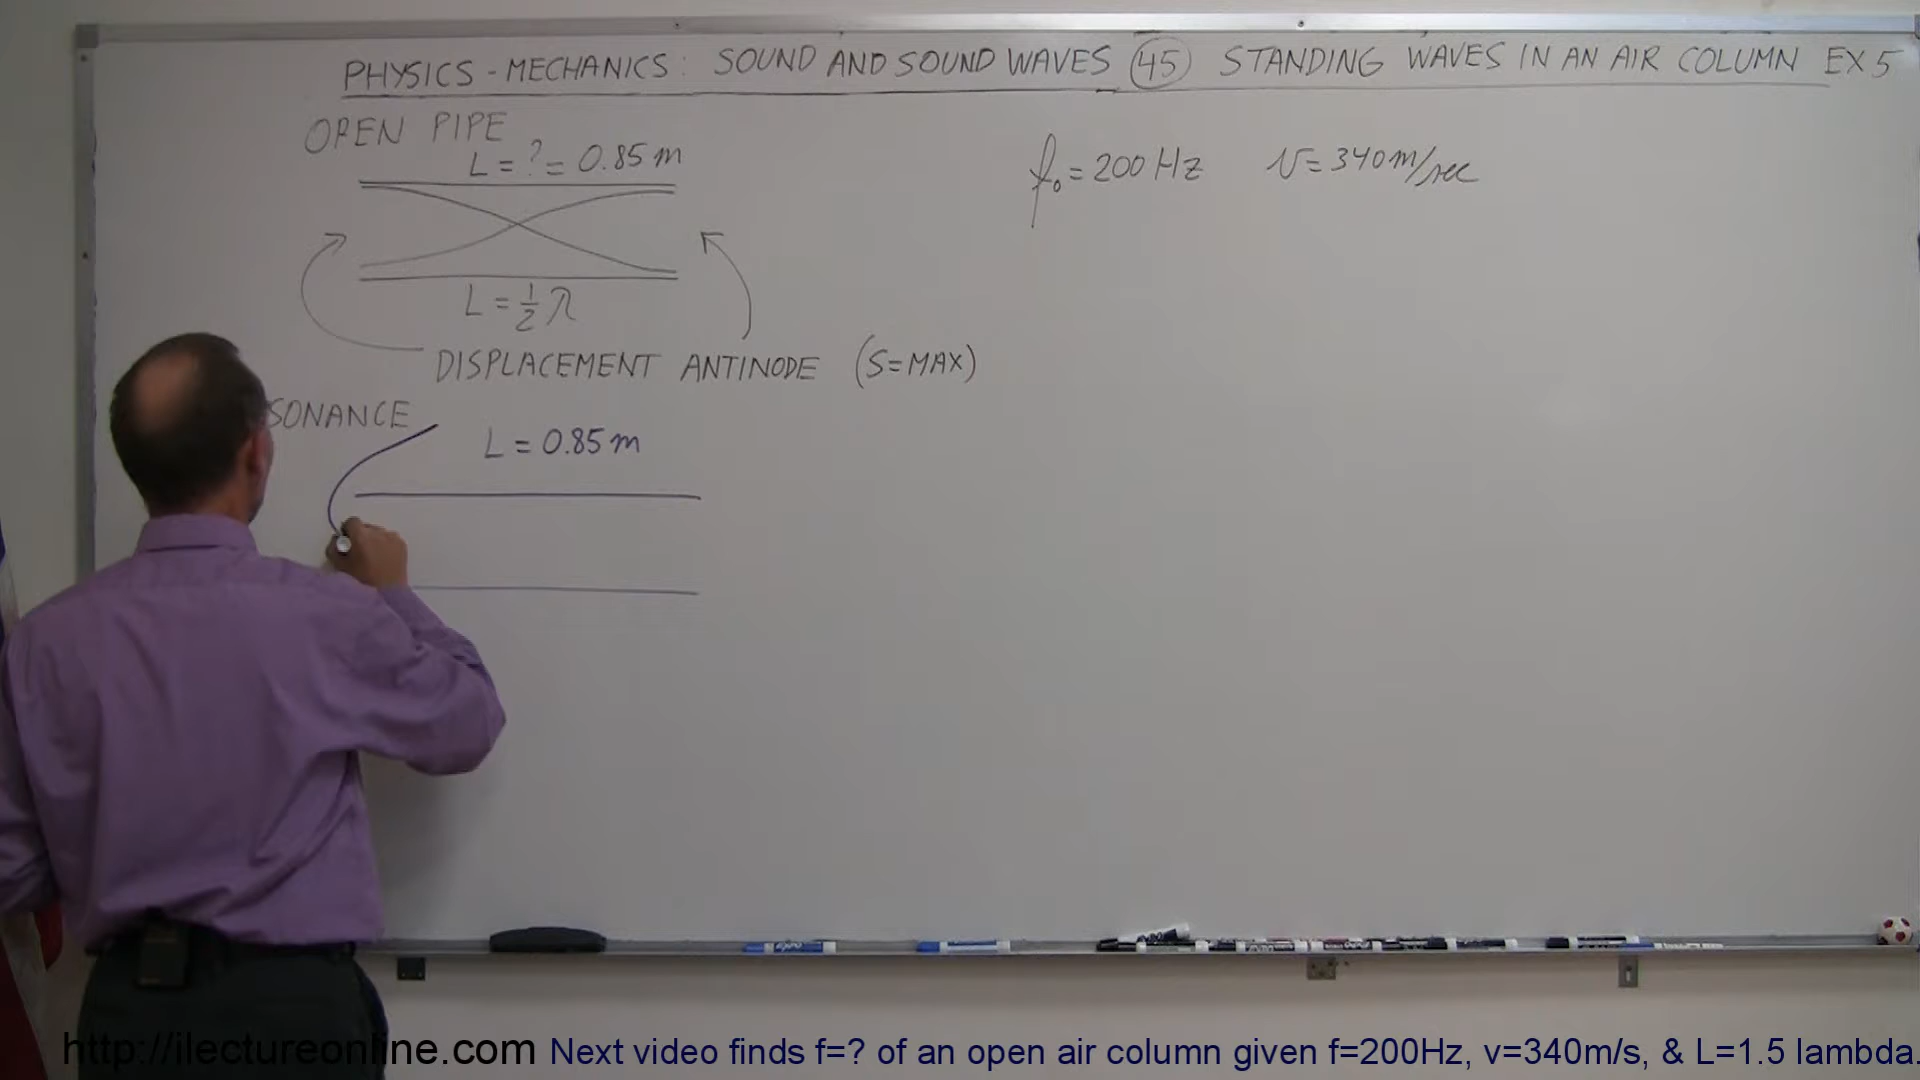 PHYSICS - MECHANICS: SOUND AND SOUND WAVES 45 STANDING WAVES IN AN AIR COLUMN EX 5
OPEN PIPE
L = ? = 0.85 m
f₀ = 200 Hz V = 340 m/sec
L = 1/2 λ
DISPLACEMENT ANTINODE (S=MAX)
SONANCE
L = 0.85 m
http://ilectureonline.com Next video finds f=? of an open air column given f=200Hz, v=340m/s, & L=1.5 lambda.